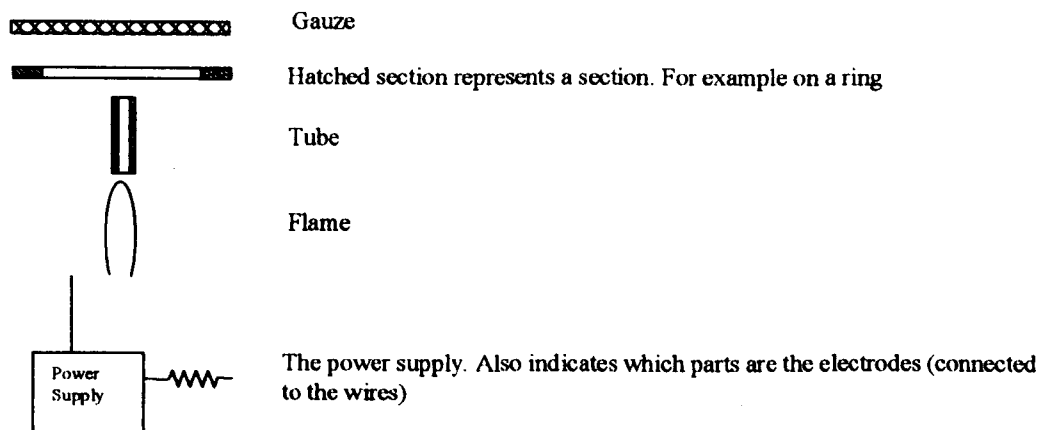 Gauze
Hatched section represents a section. For example on a ring
Tube
Flame
Power
Supply
The power supply. Also indicates which parts are the electrodes (connected
to the wires)